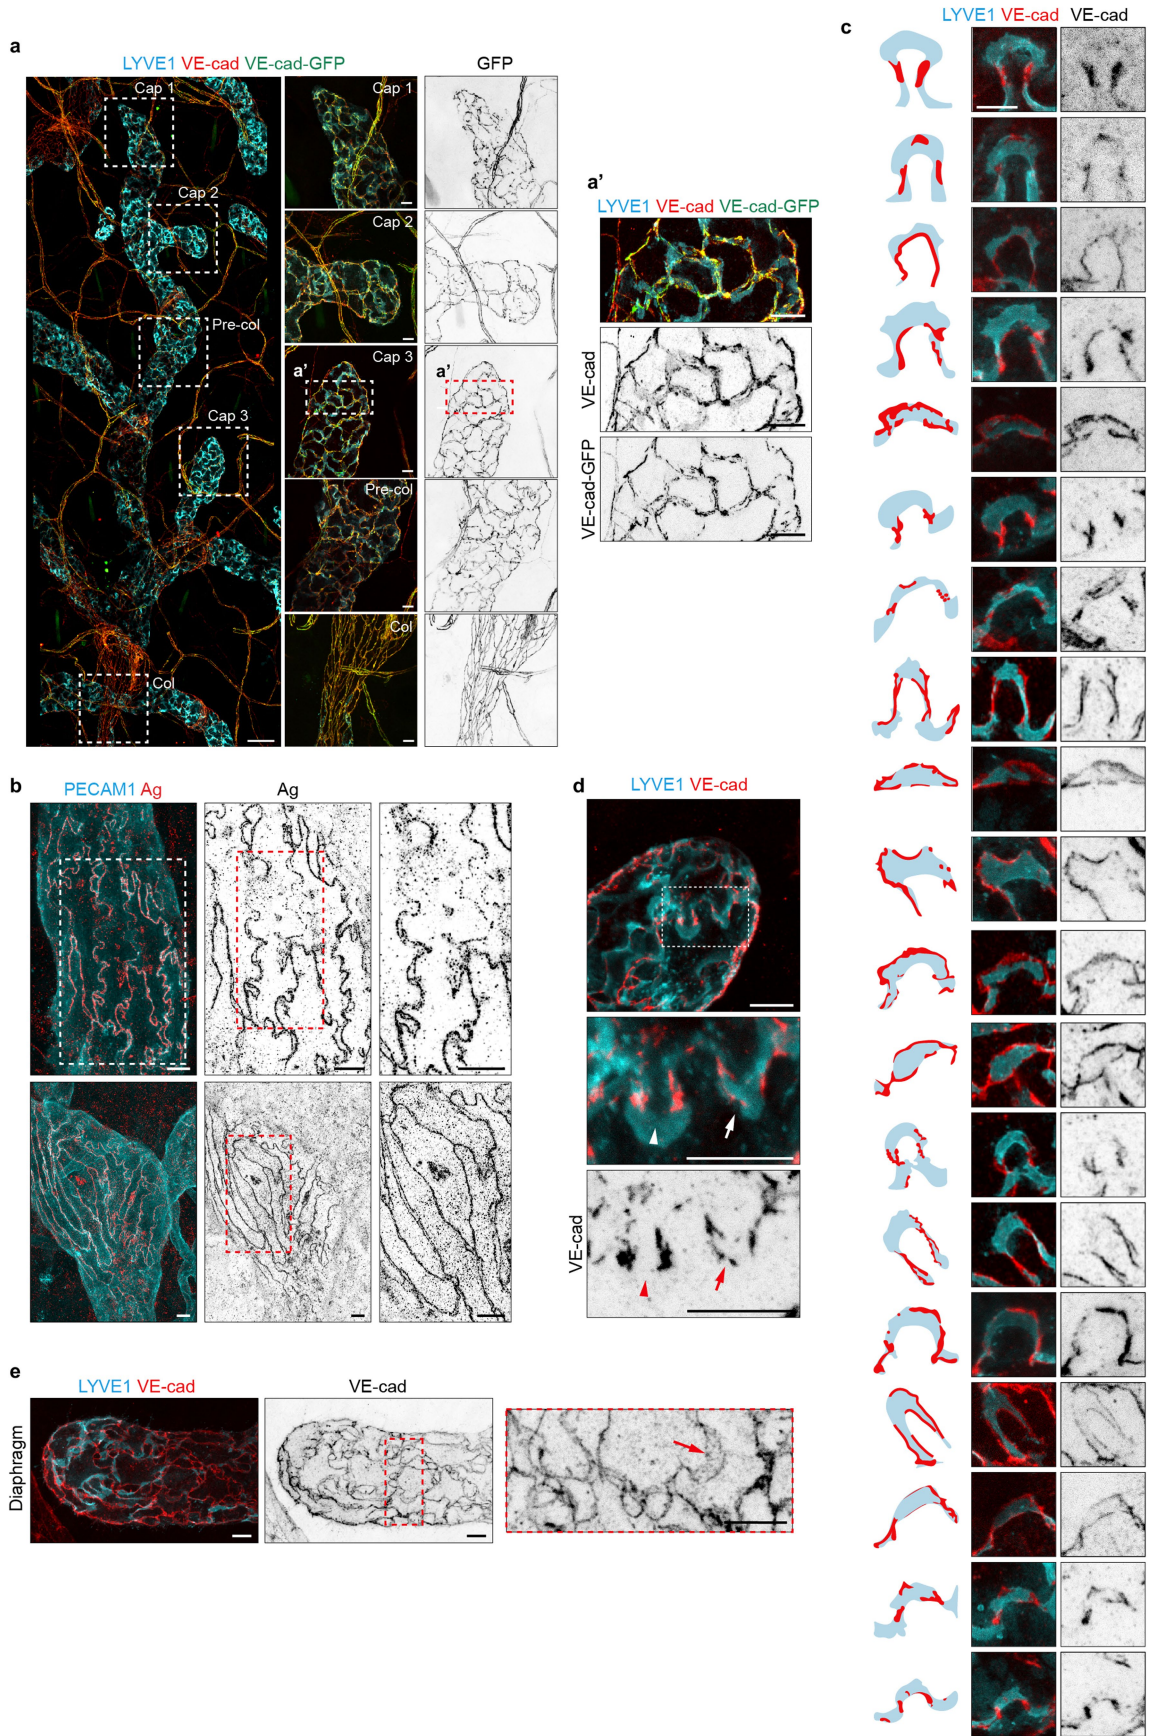 a
LYVE1 VE-cad VE-cad-GFP
GFP
Cap 1
Cap 1
Cap 2
Cap 2
Pre-col
Cap 3
a’
a’
Cap 3
Pre-col
Col
Col
a’
LYVE1 VE-cad VE-cad-GFP
VE-cad
VE-cad-GFP
b
PECAM1 Ag
Ag
c
LYVE1 VE-cad
VE-cad
d
LYVE1 VE-cad
VE-cad
e
LYVE1 VE-cad
VE-cad
Diaphragm